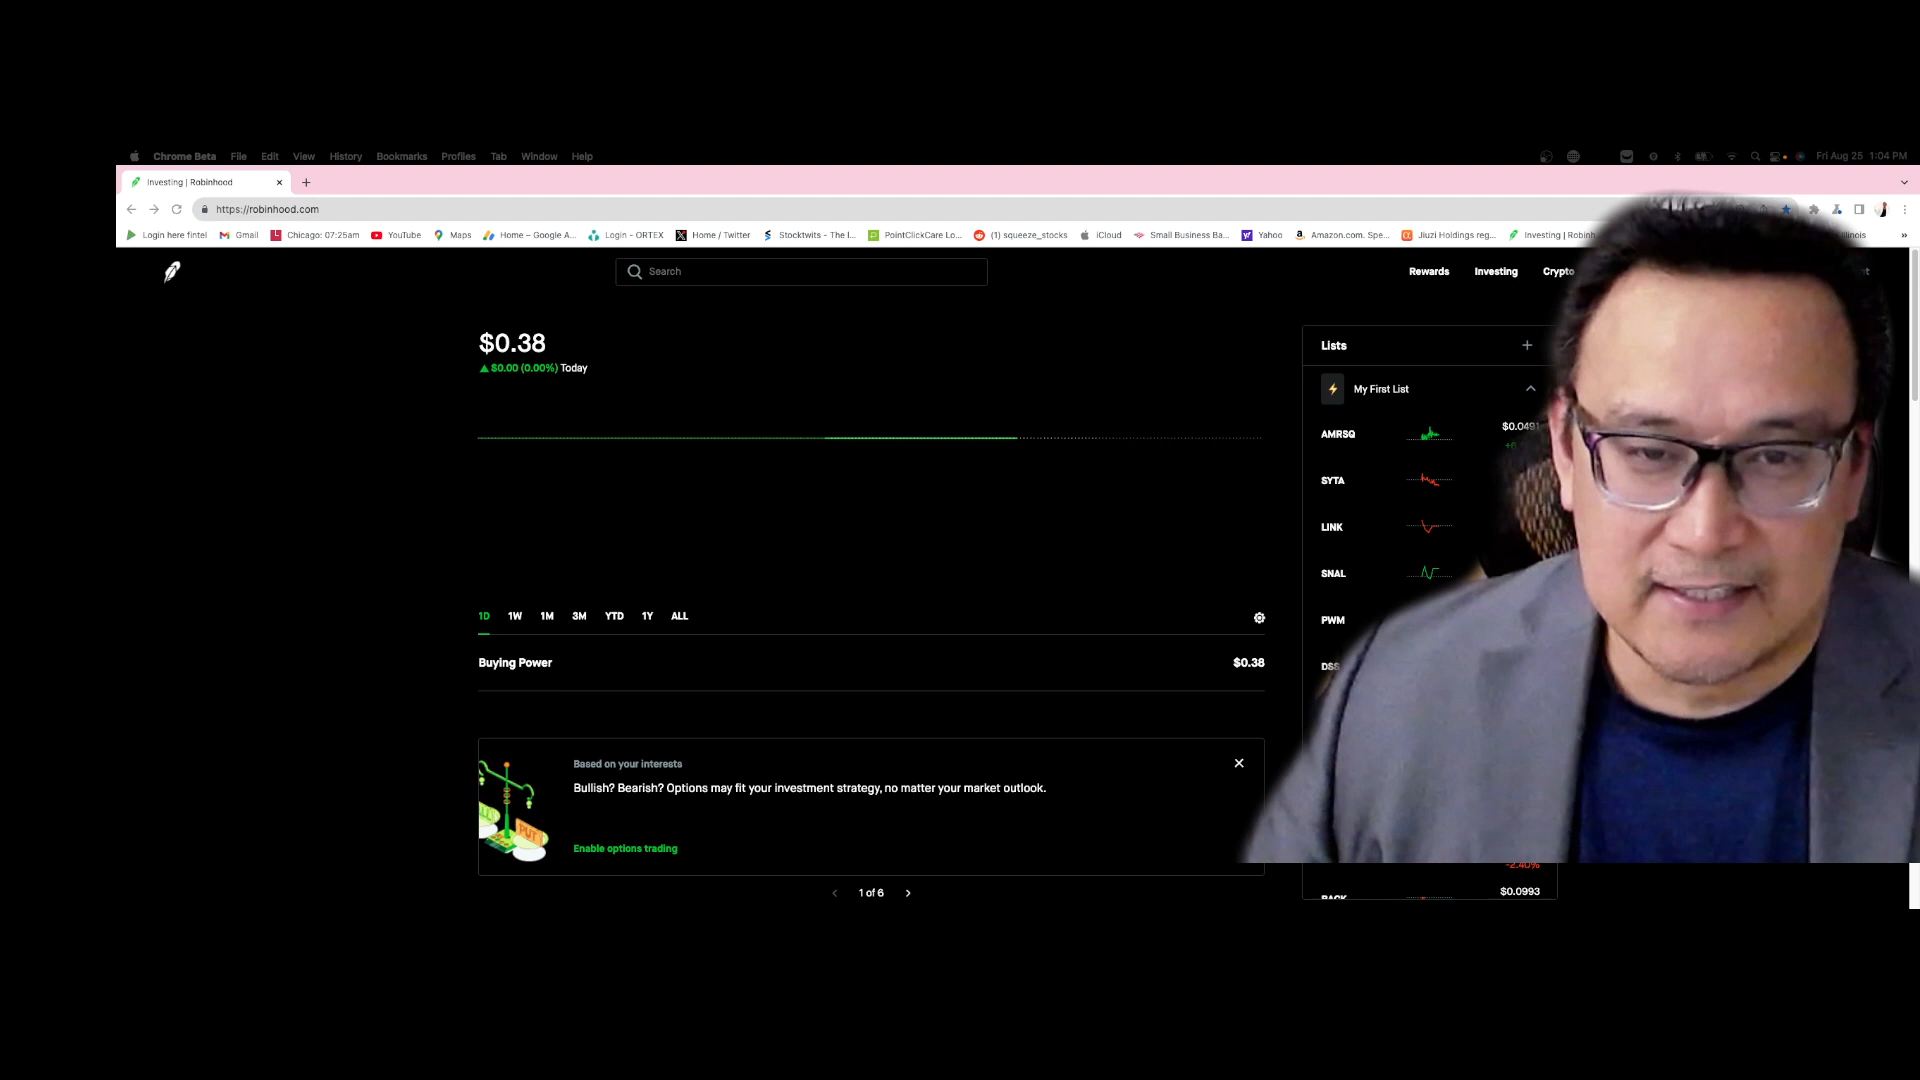 Chrome Beta File Edit View History Bookmarks Profiles Tab Window Help
Fri Aug 25 1:04 PM
Investing | Robinhood
https://robinhood.com
Login here fintel Gmail Chicago: 07:25am YouTube Maps Home – Google A... Login - ORTEX Home / Twitter Stocktwits - The l... PointClickCare Lo... (1) squeeze_stocks iCloud Small Business Ba... Yahoo Amazon.com. Spe... Jiuzi Holdings reg... Investing | Robinh
Search
Rewards Investing Crypto
$0.38
$0.00 (0.00%) Today
1D 1W 1M 3M YTD 1Y ALL
Buying Power $0.38
Based on your interests
Bullish? Bearish? Options may fit your investment strategy, no matter your market outlook.
PUT
Enable options trading
1 of 6
Lists
My First List
AMRSQ $0.0491
SYTA
LINK
SNAL
PWM
DSS
-2.40%
$0.0993